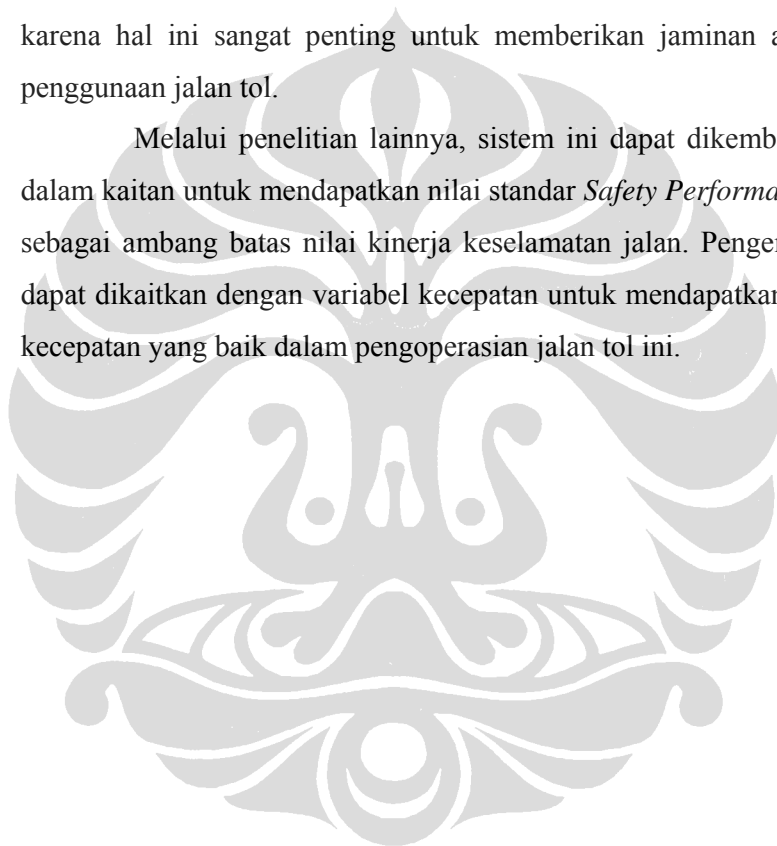 karena hal ini sangat penting untuk memberikan jaminan a
penggunaan jalan tol.
Melalui penelitian lainnya, sistem ini dapat dikemb
dalam kaitan untuk mendapatkan nilai standar Safety Performa
sebagai ambang batas nilai kinerja keselamatan jalan. Penger
dapat dikaitkan dengan variabel kecepatan untuk mendapatkan
kecepatan yang baik dalam pengoperasian jalan tol ini.